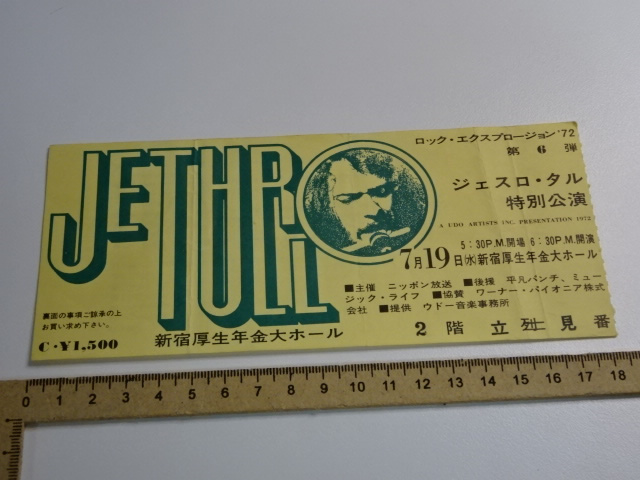 JETHRO
TULL
新宿厚生年金大ホール
裏面の事項ご諒承の上
お買い求め下さい。
C・¥1,500
ロック・エクスプロージョン'72
第 6 弾
ジェスロ・タル
特別公演
A UDO ARTISTS INC. PRESENTATION 1972
5:30P.M.開場 6:30P.M.開演
7月19日(水)新宿厚生年金大ホール
■主催 ニッポン放送 ■後援 平凡パンチ、ミュー
ジック・ライフ ■協賛 ワーナー・パイオニア株式
会社 ■提供 ウドー音楽事務所
2 階 立 列 見 番
0 1 2 3 4 5 6 7 8 9 10 11 12 13 14 15 16 17 18